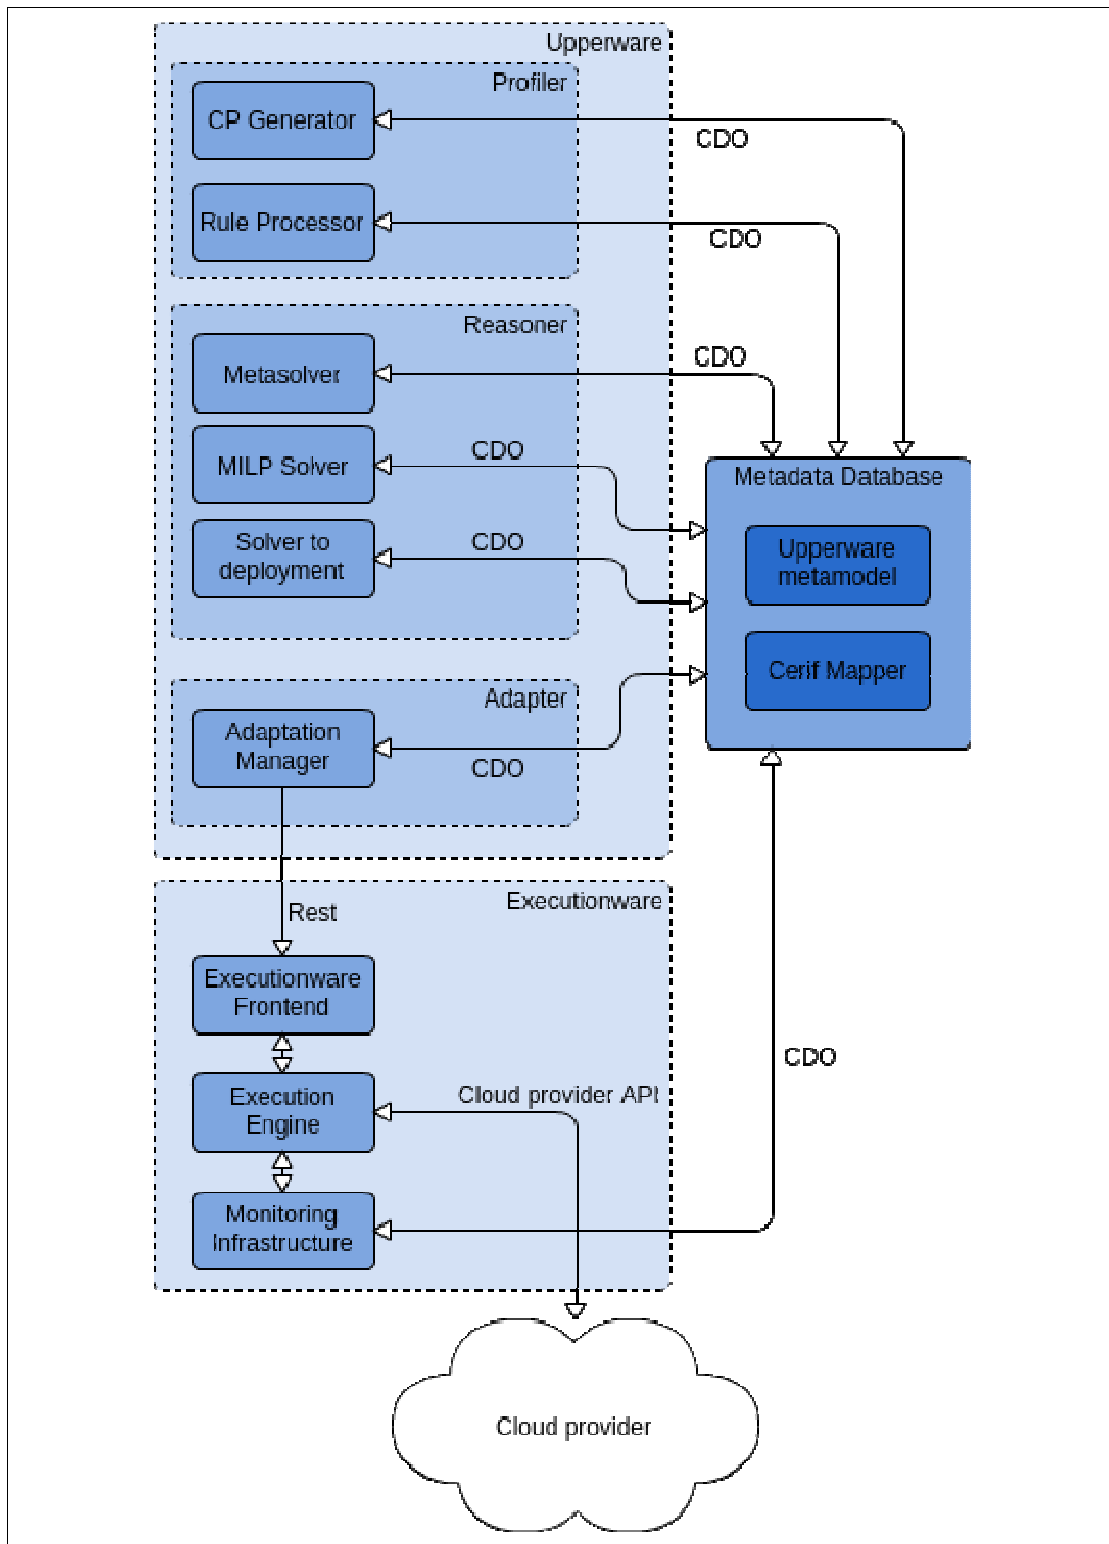 Upperware
Profiler
CP Generator
CDO
Rule Processor
CDO
Reasoner
Metasolver
CDO
MILP Solver
CDO
Solver to
deployment
CDO
Metadata Database
Upperware
metamodel
Cerif Mapper
Adapter
Adaptation
Manager
CDO
Executionware
Rest
Executionware
Frontend
CDO
Execution
Engine
Cloud provider API
Monitoring
Infrastructure
Cloud provider